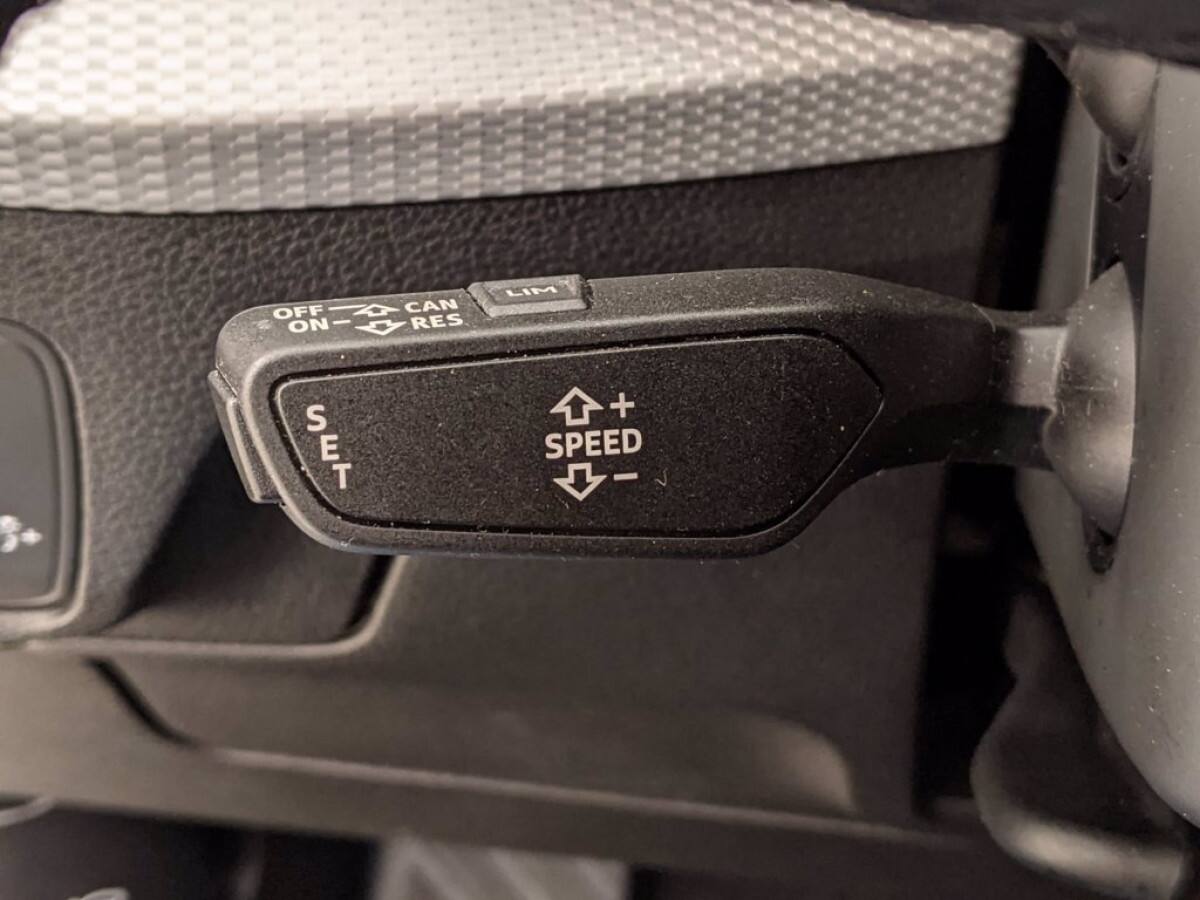 OFF CAN
ON RES
LIM
SET
+
SPEED
−